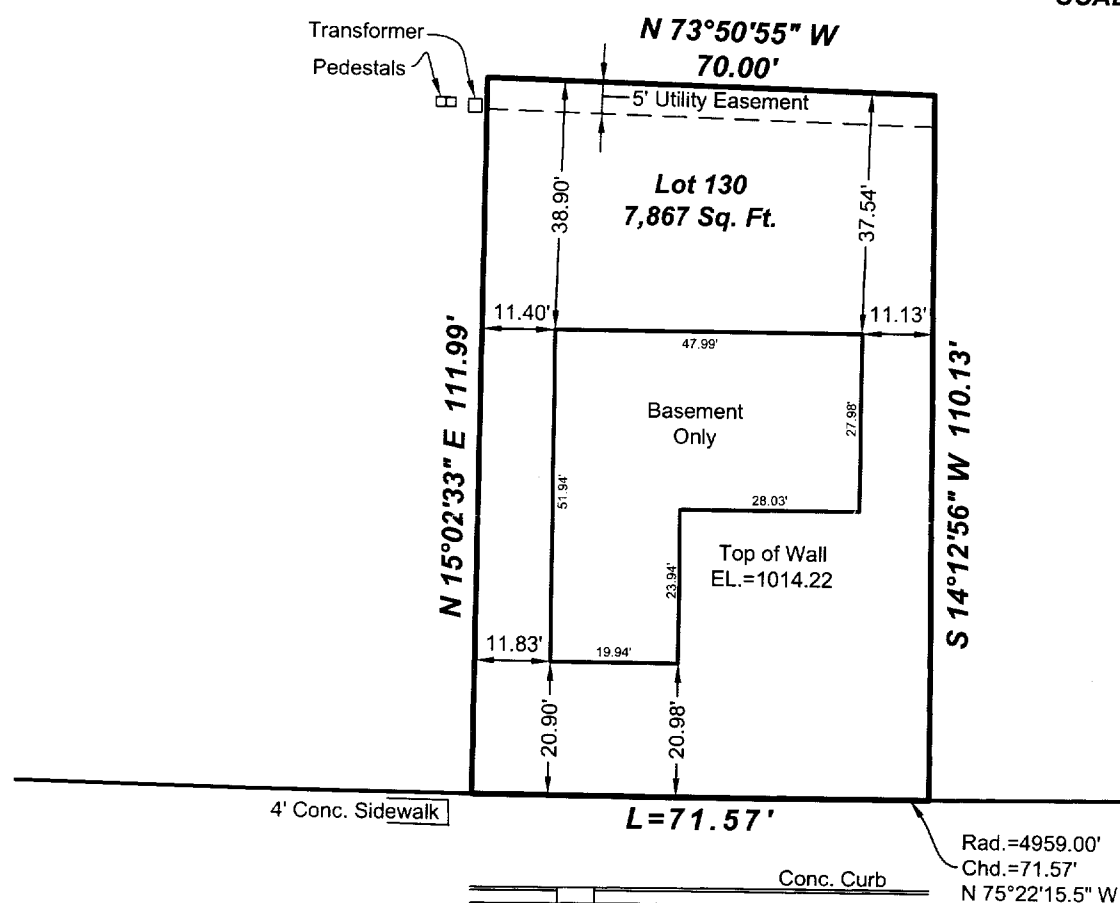 N 73°50'55" W
70.00'
Transformer
Pedestals
5' Utility Easement
Lot 130
7,867 Sq. Ft.
38.90'
37.54'
11.40'
11.13'
47.99'
N 15°02'33" E 111.99'
S 14°12'56" W 110.13'
Basement
Only
27.98'
51.94'
28.03'
Top of Wall
EL.=1014.22
23.94'
11.83'
19.94'
20.90'
20.98'
4' Conc. Sidewalk
L=71.57'
Rad.=4959.00'
Chd.=71.57'
N 75°22'15.5" W
Conc. Curb